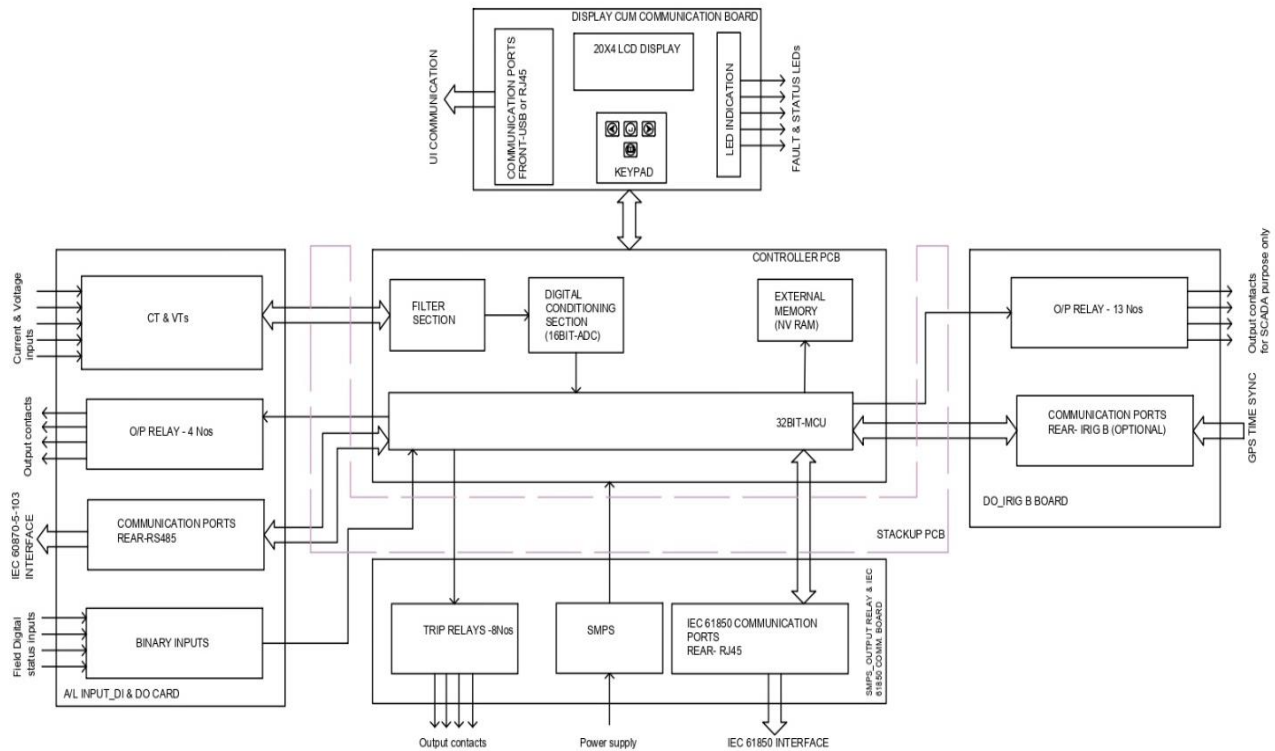 DISPLAY CUM COMMUNICATION BOARD
UI COMMUNICATION
COMMUNICATION PORTS
FRONT-USB or RJ45
20X4 LCD DISPLAY
KEYPAD
LED INDICATION
FAULT & STATUS LEDs
Current & Voltage
inputs
CT & VTs
Output contacts
O/P RELAY - 4 Nos
IEC 60870-5-103
INTERFACE
COMMUNICATION PORTS
REAR-RS485
Field Digital
status inputs
BINARY INPUTS
A/L INPUT_DI & DO CARD
CONTROLLER PCB
FILTER
SECTION
DIGITAL
CONDITIONING
SECTION
(16BIT-ADC)
EXTERNAL
MEMORY
(NV RAM)
32BIT-MCU
STACKUP PCB
O/P RELAY - 13 Nos
Output contacts
for SCADA purpose only
COMMUNICATION PORTS
REAR- IRIG B (OPTIONAL)
GPS TIME SYNC
DO_IRIG B BOARD
TRIP RELAYS -8Nos
SMPS
IEC 61850 COMMUNICATION
PORTS
REAR- RJ45
SMPS_OUTPUT RELAY & IEC
61850 COMM. BOARD
Output contacts
Power supply
IEC 61850 INTERFACE